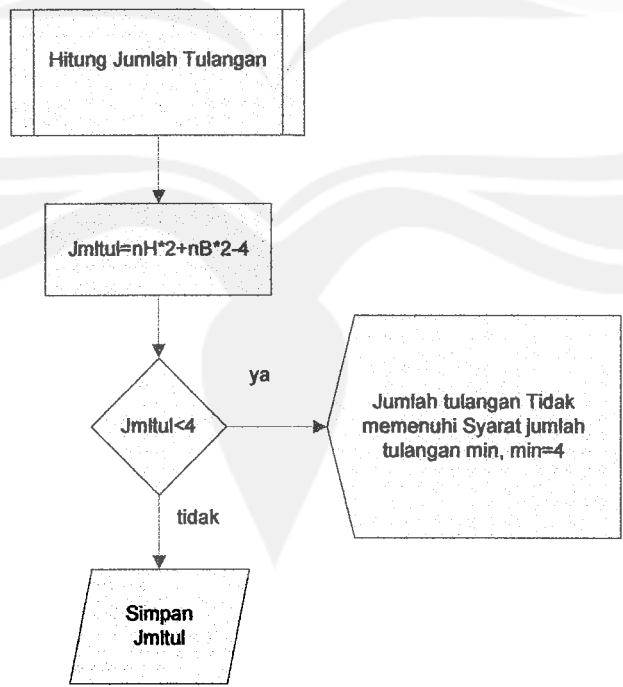 Hitung Jumlah Tulangan
Jmltul=nH*2+nB*2-4
Jmltul<4
ya
Jumlah tulangan Tidak
memenuhi Syarat jumlah
tulangan min, min=4
tidak
Simpan
Jmltul